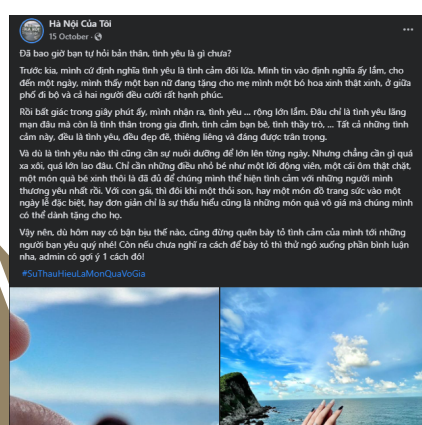 Hà Nội Của Tôi
15 October ·
Đã bao giờ bạn tự hỏi bản thân, tình yêu là gì chưa?
Trước kia, mình cứ định nghĩa tình yêu là tình cảm đôi lứa. Mình tin vào định nghĩa ấy lắm, cho
đến một ngày, mình thấy một bạn nữ đang tặng cho mẹ mình một bó hoa xinh thật xinh, ở giữa
phố đi bộ và cả hai người đều cười rất hạnh phúc.
Rồi bất giác trong giây phút ấy, mình nhận ra, tình yêu ... rộng lớn lắm. Đâu chỉ là tình yêu lãng
mạn đâu mà còn là tình thân trong gia đình, tình cảm bạn bè, tình thầy trò, ... Tất cả những tình
cảm này, đều là tình yêu, đều đẹp đẽ, thiêng liêng và đáng được trân trọng.
Và dù là tình yêu nào thì cũng cần sự nuôi dưỡng để lớn lên từng ngày. Nhưng chẳng cần gì quá
xa xôi, quá lớn lao đâu. Chỉ cần những điều nhỏ bé như một lời động viên, một cái ôm thật chặt,
một món quà bé xinh thôi là đã đủ để chúng mình thể hiện tình cảm với những người mình
thương yêu nhất rồi. Với con gái, thì đôi khi một thỏi son, hay một món đồ trang sức vào một
ngày lễ đặc biệt, hay đơn giản chỉ là sự thấu hiểu cũng là những món quà vô giá mà chúng mình
có thể dành tặng cho họ.
Vậy nên, dù hôm nay có bận bịu thế nào, cũng đừng quên bày tỏ tình cảm của mình tới những
người bạn yêu quý nhé! Còn nếu chưa nghĩ ra cách để bày tỏ thì thử ngó xuống phần bình luận
nha, admin có gợi ý 1 cách đó!
#SuThauHieuLaMonQuaVoGia